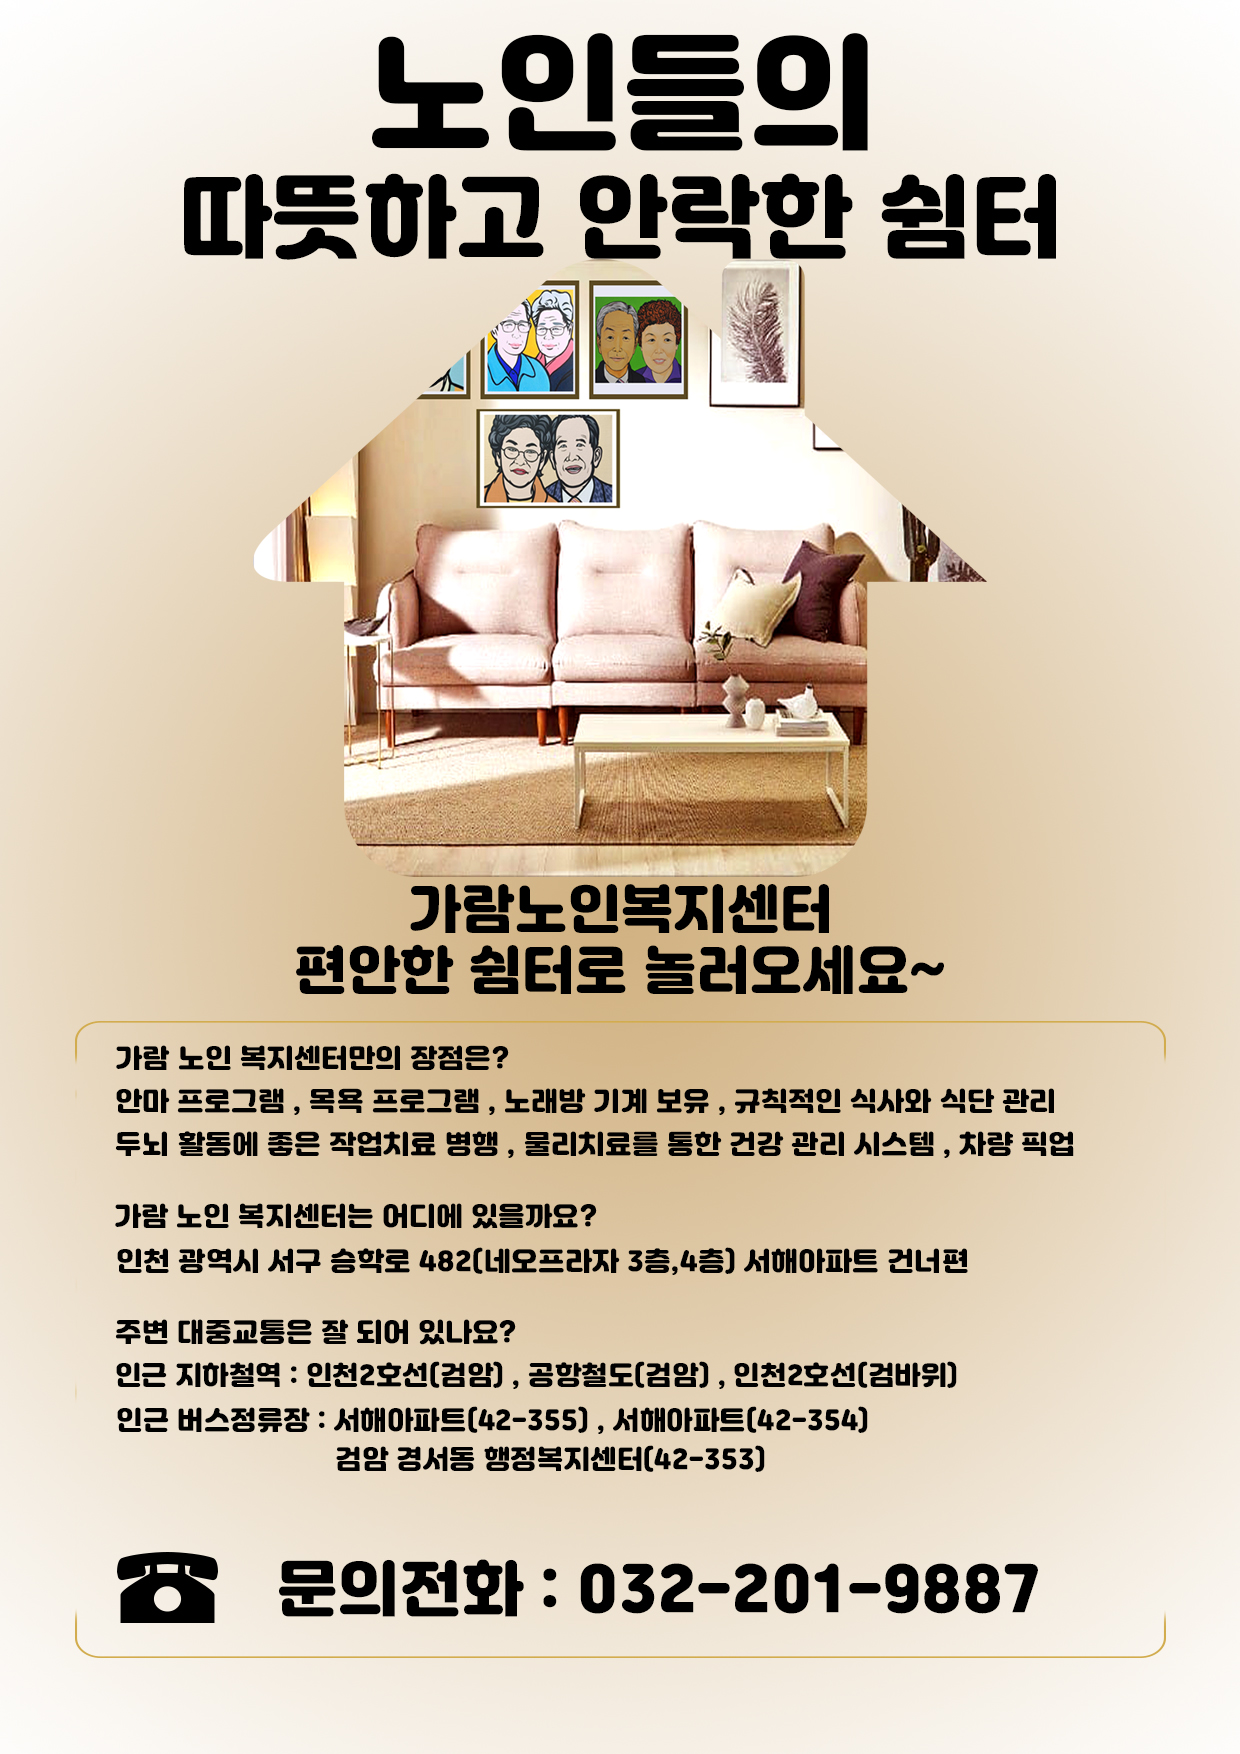 노인들의
따뜻하고 안락한 쉼터
가람노인복지센터
편안한 쉼터로 놀러오세요~
가람 노인 복지센터만의 장점은?
안마 프로그램 , 목욕 프로그램 , 노래방 기계 보유 , 규칙적인 식사와 식단 관리
두뇌 활동에 좋은 작업치료 병행 , 물리치료를 통한 건강 관리 시스템 , 차량 픽업
가람 노인 복지센터는 어디에 있을까요?
인천 광역시 서구 승학로 482(네오프라자 3층,4층) 서해아파트 건너편
주변 대중교통은 잘 되어 있나요?
인근 지하철역 : 인천2호선(검암) , 공항철도(검암) , 인천2호선(검바위)
인근 버스정류장 : 서해아파트(42-355) , 서해아파트(42-354)
검암 경서동 행정복지센터(42-353)
문의전화 : 032-201-9887